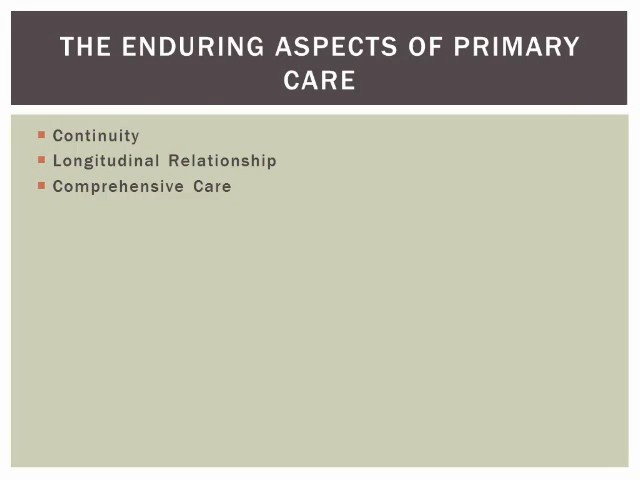 THE ENDURING ASPECTS OF PRIMARY
CARE
Continuity
Longitudinal Relationship
Comprehensive Care